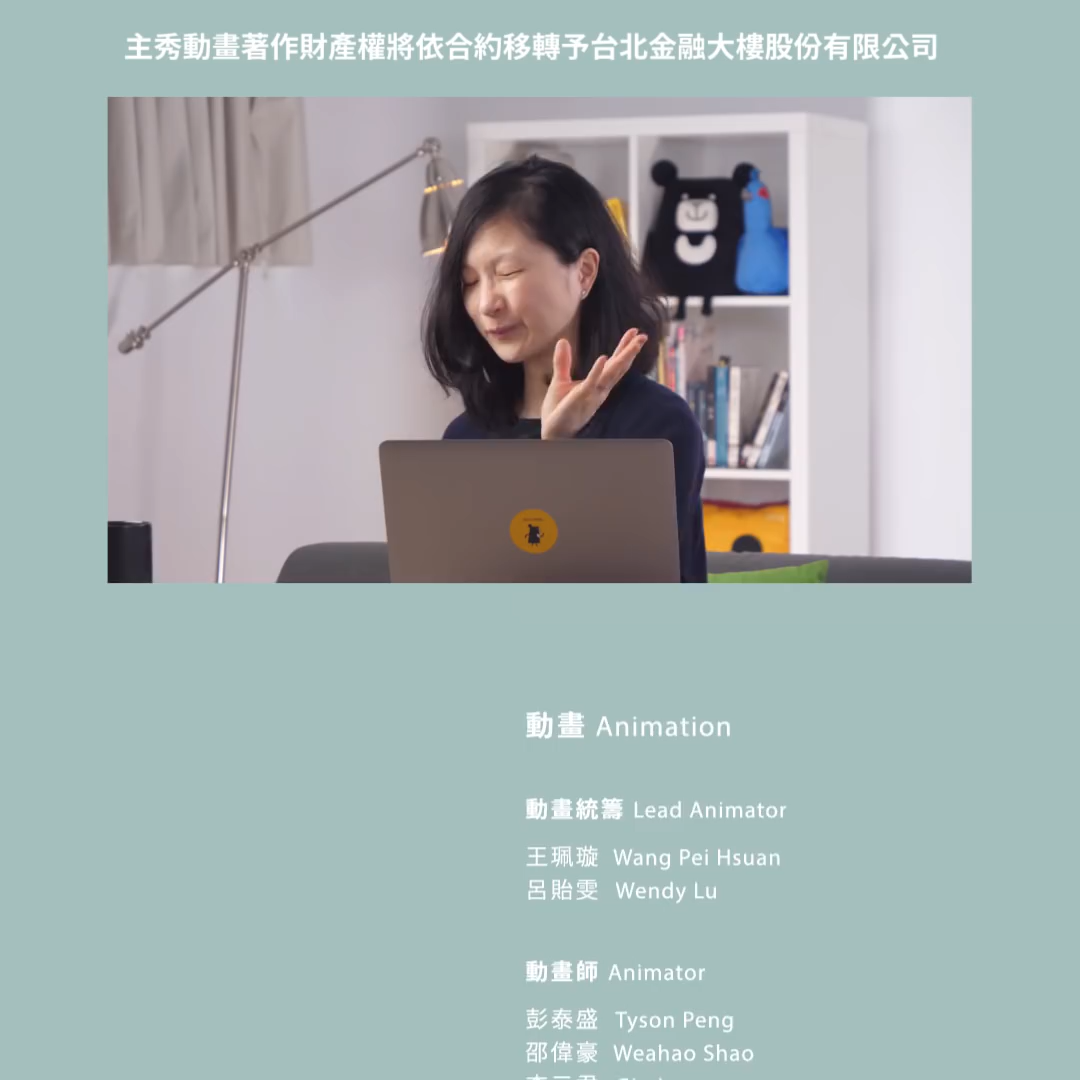 主秀動畫著作財產權將依合約移轉予台北金融大樓股份有限公司
動畫 Animation
動畫統籌 Lead Animator
王珮璇 Wang Pei Hsuan
呂貽雯 Wendy Lu
動畫師 Animator
彭泰盛 Tyson Peng
邵偉豪 Weahao Shao